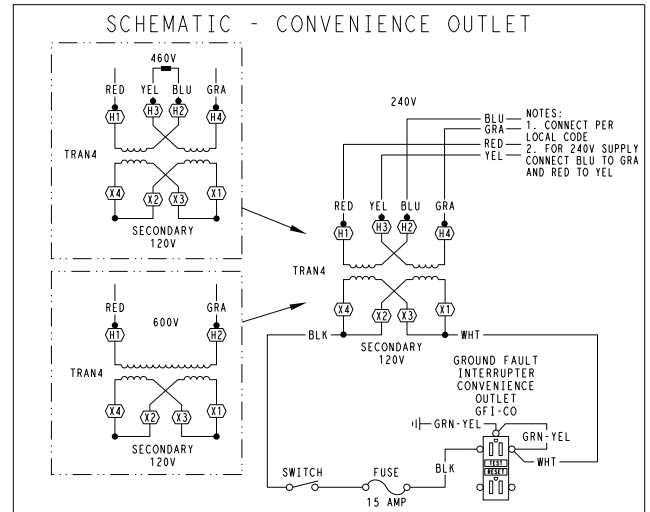 SCHEMATIC - CONVENIENCE OUTLET
460V
RED YEL BLU GRA
H1 H3 H2 H4
TRAN4
X4 X2 X3 X1
SECONDARY
120V
RED GRA
600V
H1 H2
TRAN4
X4 X2 X3 X1
SECONDARY
120V
240V
BLU
GRA
RED
YEL
NOTES:
1. CONNECT PER
LOCAL CODE
2. FOR 240V SUPPLY
CONNECT BLU TO GRA
AND RED TO YEL
RED YEL BLU GRA
H1 H3 H2 H4
TRAN4
X4 X2 X3 X1
BLK WHT
SECONDARY
120V
GROUND FAULT
INTERRUPTER
CONVENIENCE
OUTLET
GFI-CO
GRN-YEL
GRN-YEL
WHT
BLK
TEST
RESET
SWITCH FUSE
15 AMP